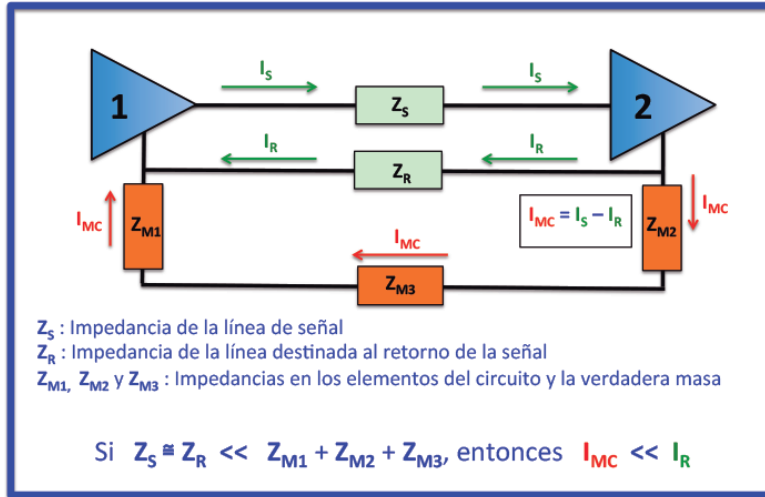 I_S I_S
1 Z_S 2
I_R I_R
Z_R
I_MC Z_M1 I_MC = I_S – I_R Z_M2 I_MC
I_MC
Z_M3
Z_S : Impedancia de la línea de señal
Z_R : Impedancia de la línea destinada al retorno de la señal
Z_M1, Z_M2 y Z_M3 : Impedancias en los elementos del circuito y la verdadera masa
Si Z_S ≅ Z_R << Z_M1 + Z_M2 + Z_M3, entonces I_MC << I_R